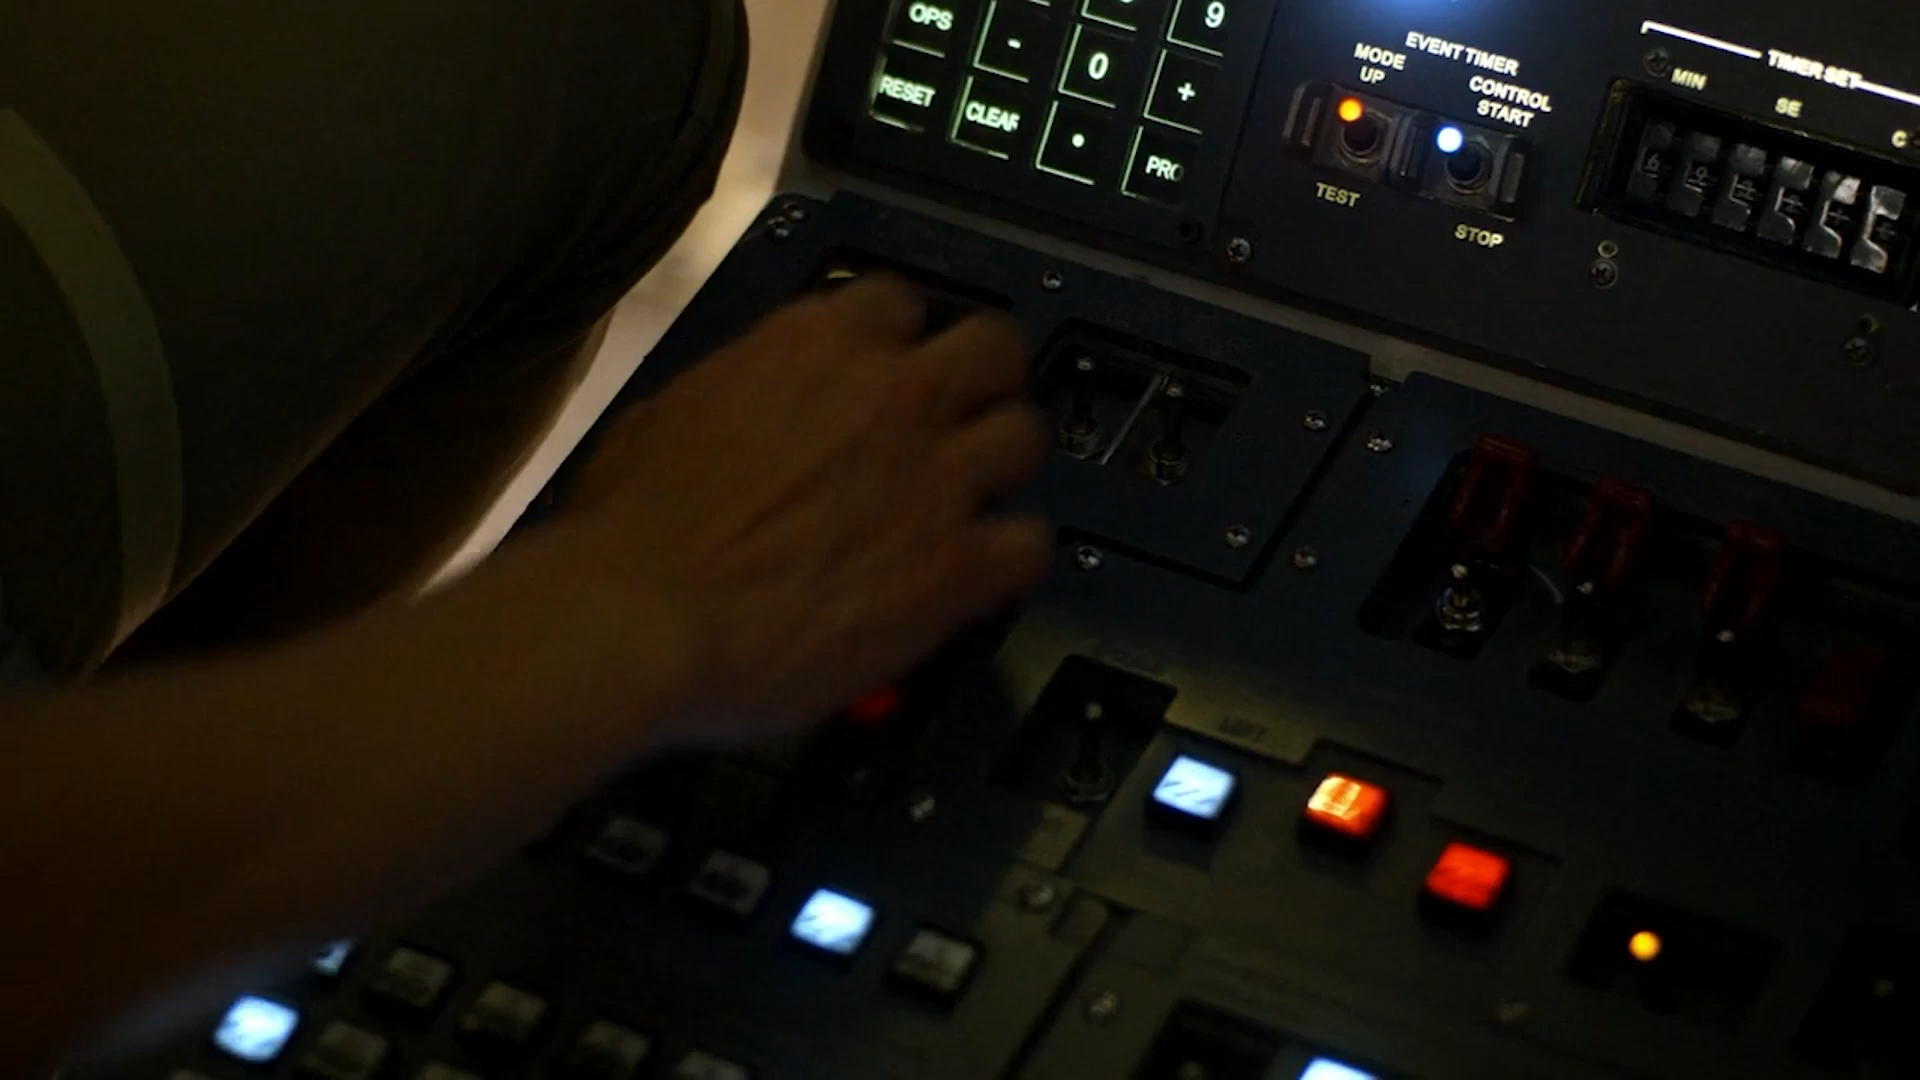 OPS
-
0
9
+
RESET
CLEAR
.
PRO
EVENT TIMER
MODE
UP
CONTROL
START
TEST
STOP
TIMER SET
MIN
SE